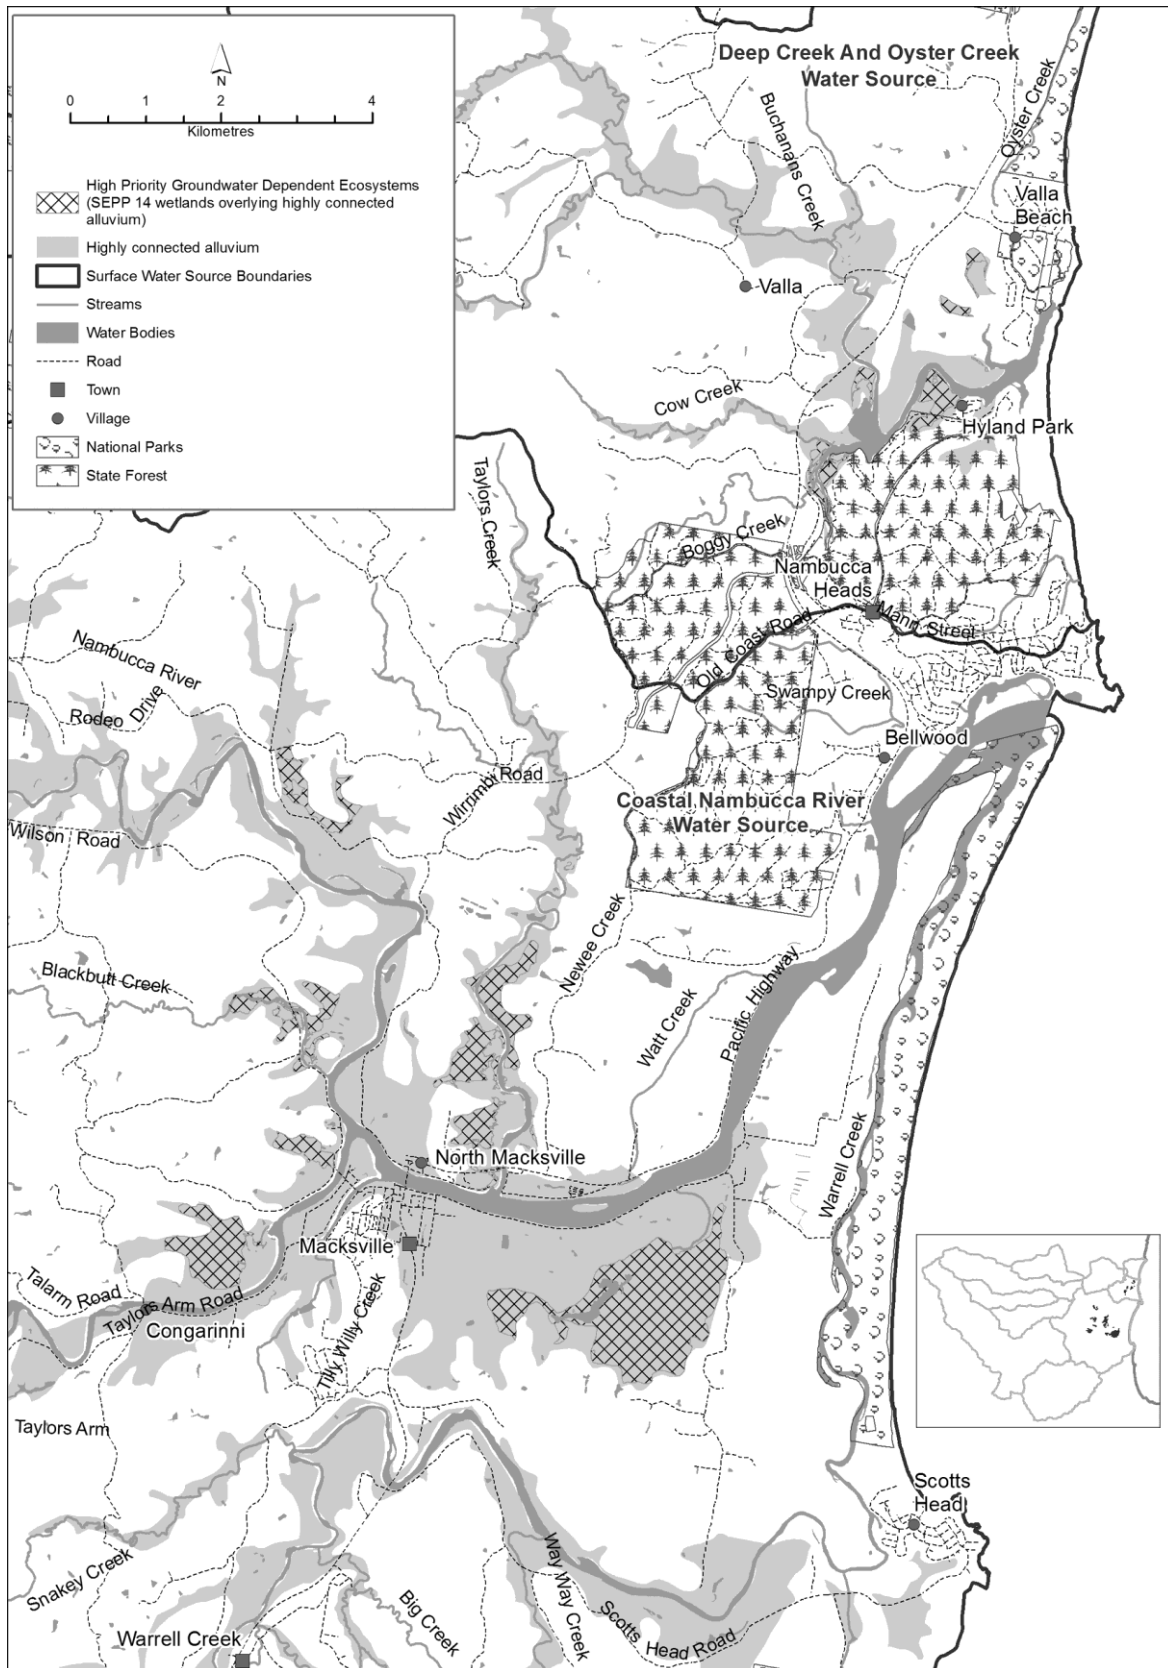 N
0 1 2 4
Kilometres
High Priority Groundwater Dependent Ecosystems
(SEPP 14 wetlands overlying highly connected
alluvium)
Highly connected alluvium
Surface Water Source Boundaries
Streams
Water Bodies
Road
Town
Village
National Parks
State Forest
Deep Creek And Oyster Creek
Water Source
Oyster Creek
Buchanans Creek
Valla
Beach
Valla
Cow Creek
Hyland Park
Taylors Creek
Boggy Creek
Nambucca
Heads
Mann Street
Old Coast Road
Swampy Creek
Nambucca River
Rodeo Drive
Bellwood
Wirrimbi Road
Coastal Nambucca River
Water Source
Wilson Road
Newee Creek
Blackbutt Creek
Watt Creek
Pacific Highway
North Macksville
Warrell Creek
Macksville
Talarm Road
Taylors Arm Road
Congarinni
Tilly Willy Creek
Taylors Arm
Scotts
Head
Snakey Creek
Way Way Creek
Big Creek
Scotts Head Road
Warrell Creek